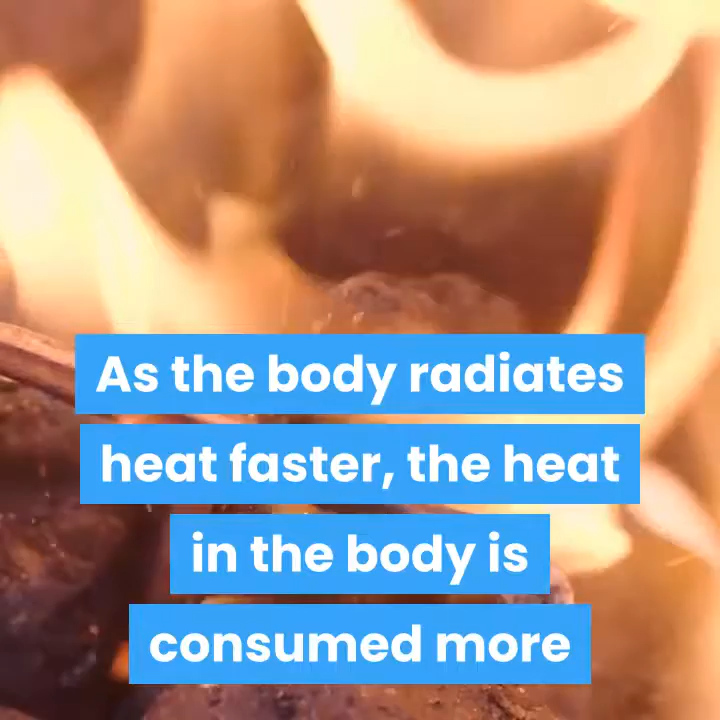 As the body radiates
heat faster, the heat
in the body is
consumed more